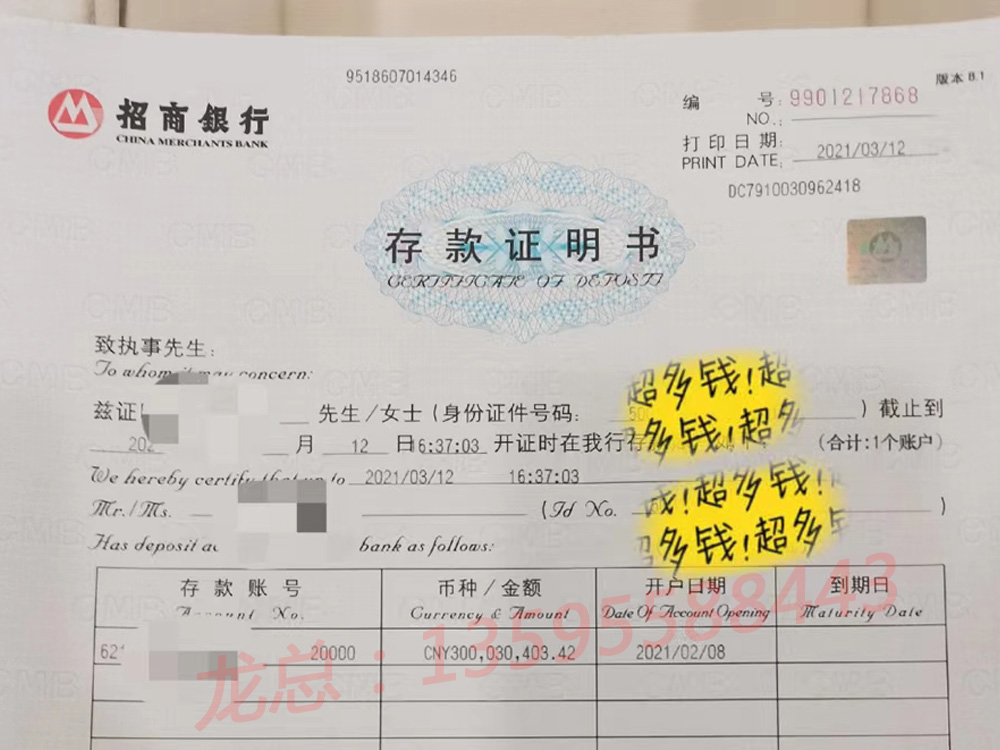 9518607014346
版本 8.1
招商銀行
CHINA MERCHANTS BANK
编 号: 9901217868
NO.:
打印日期: 2021/03/12
PRINT DATE:
DC7910030962418
存款证明书
CERTIFICATE OF DEPOSIT
致执事先生:
To whom it may concern:
兹证 先生/女士(身份证件号码: ) 截止到
202 月 12 日16:37:03 开证时在我行存 (合计:1个账户)
We hereby certify that up to 2021/03/12 16:37:03
Mr./Ms. (Id No. )
Has deposit bank as follows:
超多钱!超
多钱!超多
钱!超多钱!
多钱!超多钱
存款账号 币种/金额 开户日期 到期日
Account No. Currency & Amount Date Of Account Opening Maturity Date
62 20000 CNY300,030,403.42 2021/02/08
龙总:13595388443